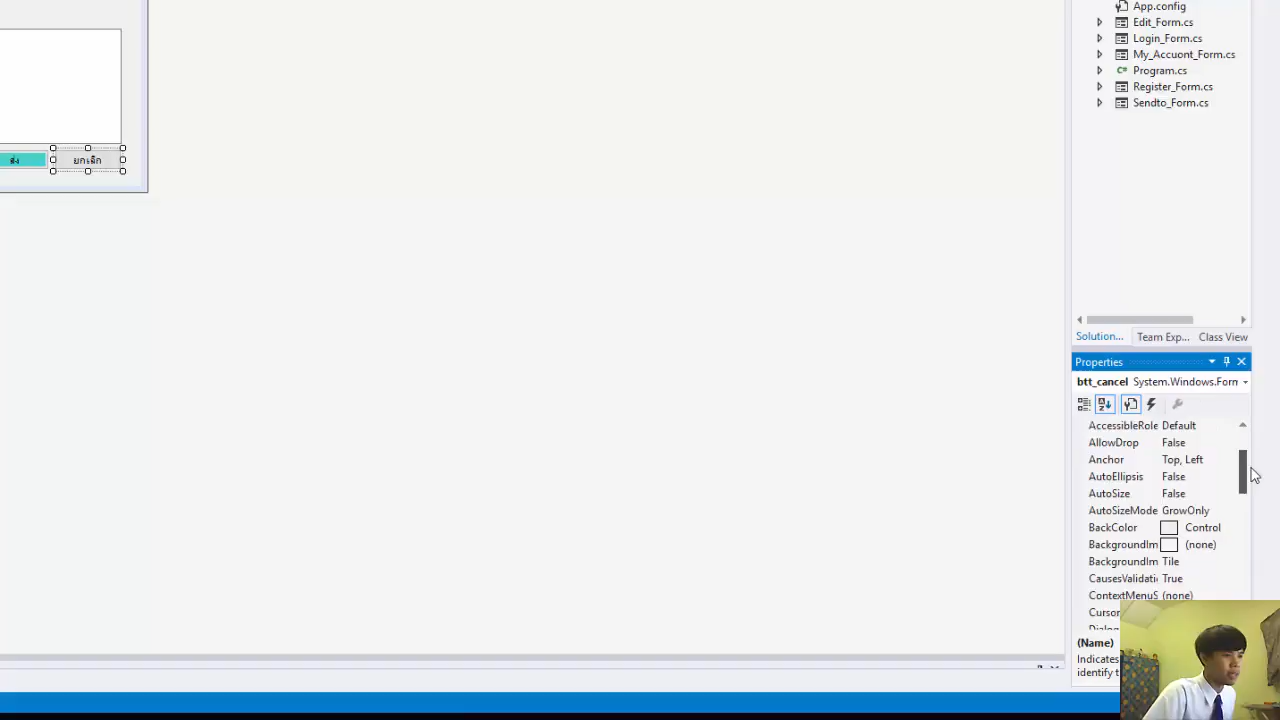 App.config
Edit_Form.cs
Login_Form.cs
My_Accuont_Form.cs
Program.cs
Register_Form.cs
Sendto_Form.cs
ส่ง
ยกเลิก
Solution... Team Exp... Class View
Properties
btt_cancel System.Windows.Form
AccessibleRole Default
AllowDrop False
Anchor Top, Left
AutoEllipsis False
AutoSize False
AutoSizeMode GrowOnly
BackColor Control
BackgroundIm (none)
BackgroundIm Tile
CausesValidati True
ContextMenuS (none)
Cursor
(Name)
Indicates
identify t